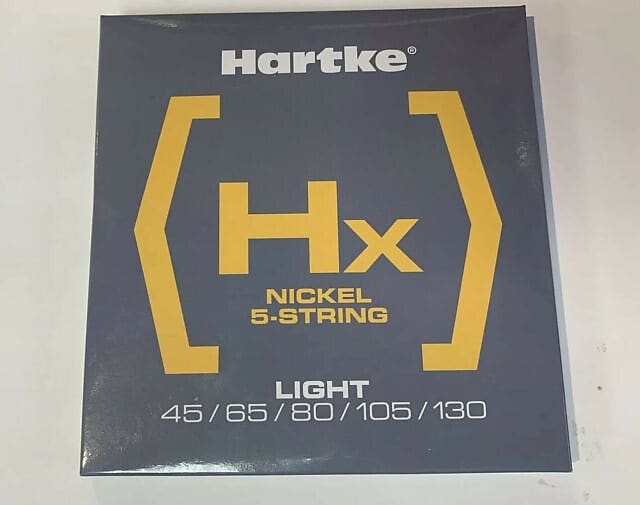 Hartke®
Hx
NICKEL
5-STRING
LIGHT
45/65/80/105/130